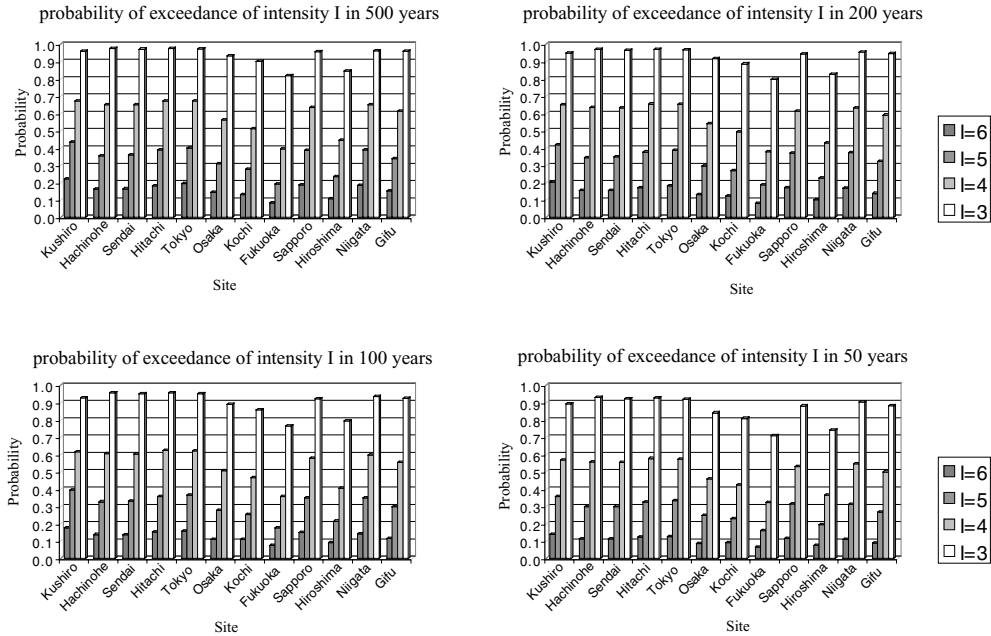 probability of exceedance of intensity I in 500 years
1.0
0.9
0.8
0.7
0.6
0.5
0.4
0.3
0.2
0.1
0.0
Probability
Kushiro
Hachinohe
Sendai
Hitachi
Tokyo
Osaka
Kochi
Fukuoka
Sapporo
Hiroshima
Niigata
Gifu
Site
probability of exceedance of intensity I in 200 years
1.0
0.9
0.8
0.7
0.6
0.5
0.4
0.3
0.2
0.1
0.0
Probability
Kushiro
Hachinohe
Sendai
Hitachi
Tokyo
Osaka
Kochi
Fukuoka
Sapporo
Hiroshima
Niigata
Gifu
Site
I=6
I=5
I=4
I=3
probability of exceedance of intensity I in 100 years
1.0
0.9
0.8
0.7
0.6
0.5
0.4
0.3
0.2
0.1
0.0
Probability
Kushiro
Hachinohe
Sendai
Hitachi
Tokyo
Osaka
Kochi
Fukuoka
Sapporo
Hiroshima
Niigata
Gifu
Site
probability of exceedance of intensity I in 50 years
1.0
0.9
0.8
0.7
0.6
0.5
0.4
0.3
0.2
0.1
0.0
Probability
Kushiro
Hachinohe
Sendai
Hitachi
Tokyo
Osaka
Kochi
Fukuoka
Sapporo
Hiroshima
Niigata
Gifu
Site
I=6
I=5
I=4
I=3